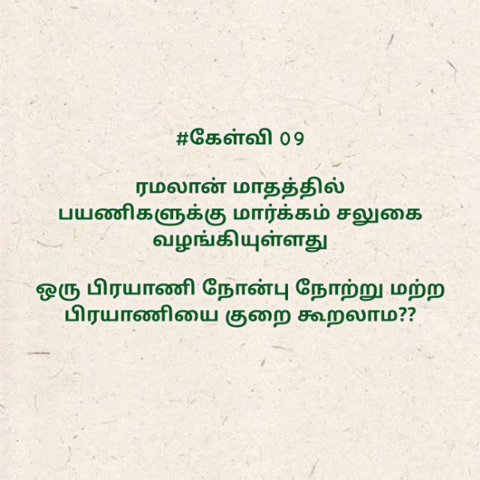 #கேள்வி 09
ரமலான் மாதத்தில்
பயணிகளுக்கு மார்க்கம் சலுகை
வழங்கியுள்ளது
ஒரு பிரயாணி நோன்பு நோற்று மற்ற
பிரயாணியை குறை கூறலாம??